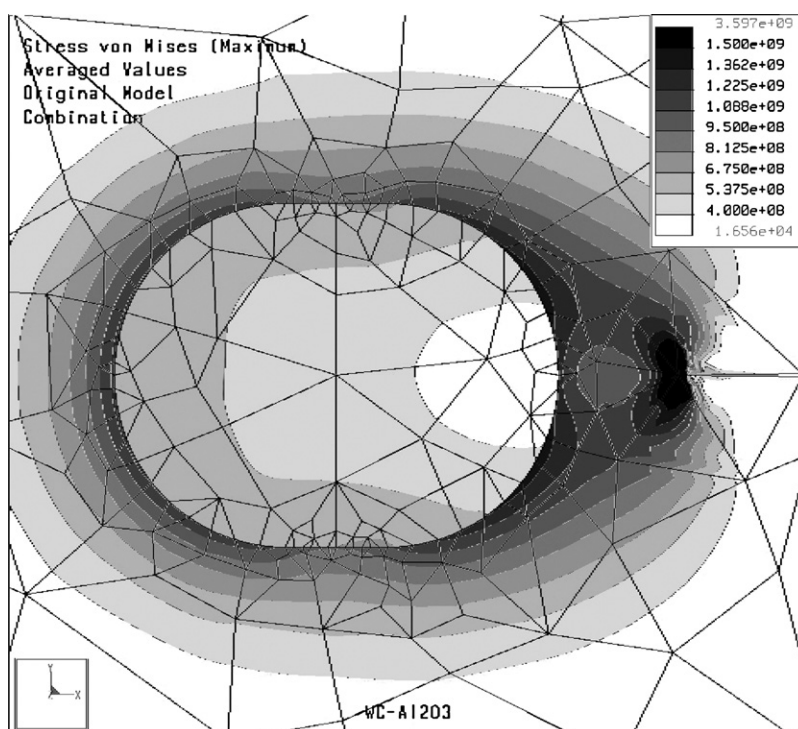 Stress von Mises (Maximum)
Averaged Values
Original Model
Combination
3.597e+09
1.500e+09
1.362e+09
1.225e+09
1.088e+09
9.500e+08
8.125e+08
6.750e+08
5.375e+08
4.000e+08
1.656e+04
Y
X
WC-Al2O3